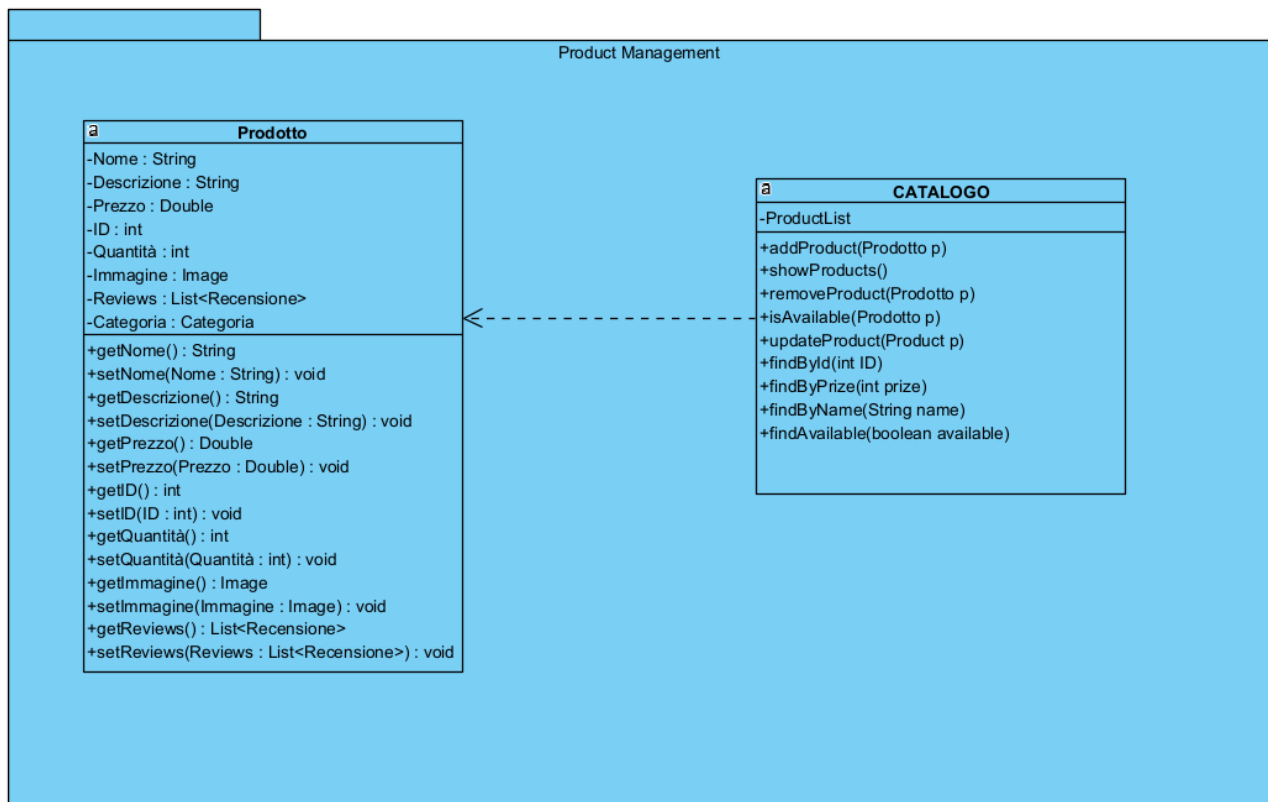 Product Management
a
Prodotto
-Nome : String
-Descrizione : String
-Prezzo : Double
-ID : int
-Quantità : int
-Immagine : Image
-Reviews : List<Recensione>
-Categoria : Categoria
+getNome() : String
+setNome(Nome : String) : void
+getDescrizione() : String
+setDescrizione(Descrizione : String) : void
+getPrezzo() : Double
+setPrezzo(Prezzo : Double) : void
+getID() : int
+setID(ID : int) : void
+getQuantità() : int
+setQuantità(Quantità : int) : void
+getImmagine() : Image
+setImmagine(Immagine : Image) : void
+getReviews() : List<Recensione>
+setReviews(Reviews : List<Recensione>) : void
a
CATALOGO
-ProductList
+addProduct(Prodotto p)
+showProducts()
+removeProduct(Prodotto p)
+isAvailable(Prodotto p)
+updateProduct(Product p)
+findById(int ID)
+findByPrize(int prize)
+findByName(String name)
+findAvailable(boolean available)